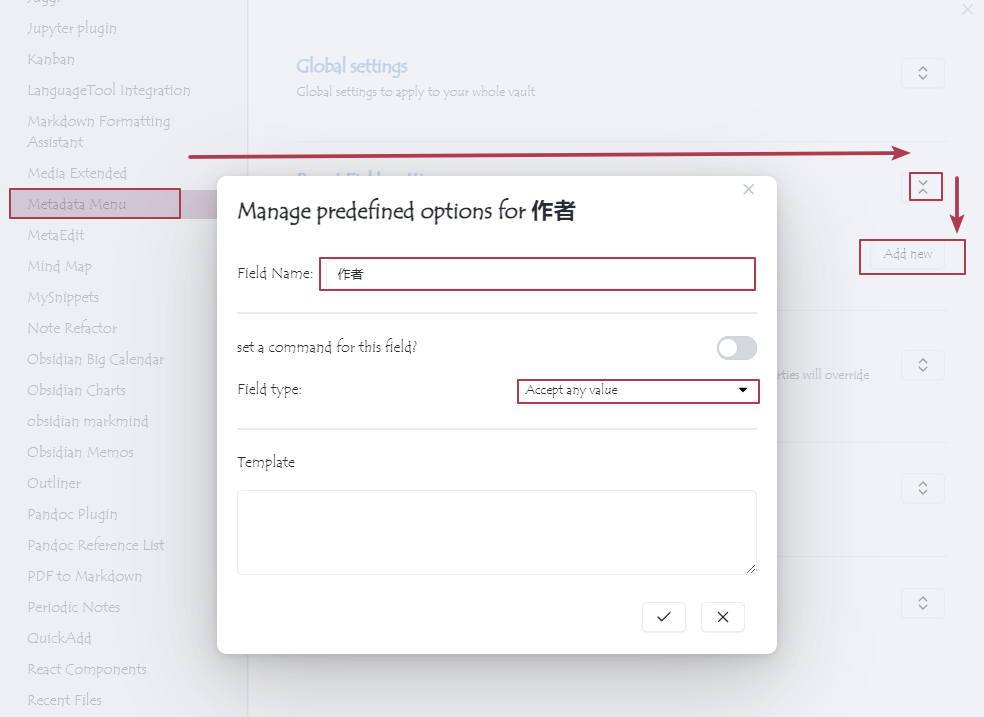 Jupyter plugin
Kanban
LanguageTool Integration
Markdown Formatting
Assistant
Media Extended
Metadata Menu
MetaEdit
Mind Map
MySnippets
Note Refactor
Obsidian Big Calendar
Obsidian Charts
obsidian markmind
Obsidian Memos
Outliner
Pandoc Plugin
Pandoc Reference List
PDF to Markdown
Periodic Notes
QuickAdd
React Components
Recent Files
Global settings
Global settings to apply to your whole vault
Add new
will override
Manage predefined options for 作者
Field Name: 作者
set a command for this field?
Field type: Accept any value
Template